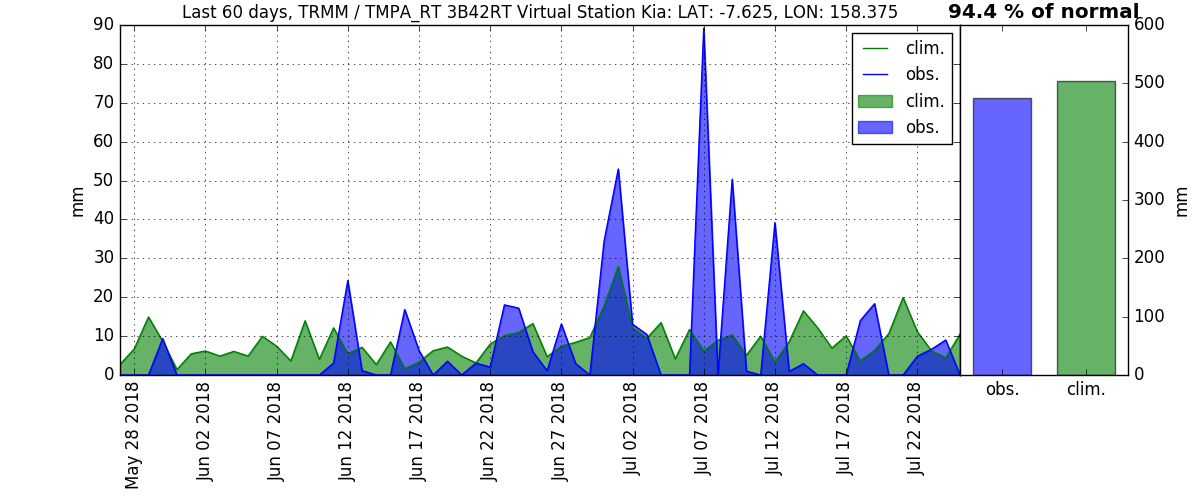 Last 60 days, TRMM / TMPA_RT 3B42RT Virtual Station Kia: LAT: -7.625, LON: 158.375
94.4 % of normal
90
80
70
60
50
40
30
20
10
0
mm
clim.
obs.
clim.
obs.
May 28 2018
Jun 02 2018
Jun 07 2018
Jun 12 2018
Jun 17 2018
Jun 22 2018
Jun 27 2018
Jul 02 2018
Jul 07 2018
Jul 12 2018
Jul 17 2018
Jul 22 2018
600
500
400
300
200
100
0
mm
obs.
clim.